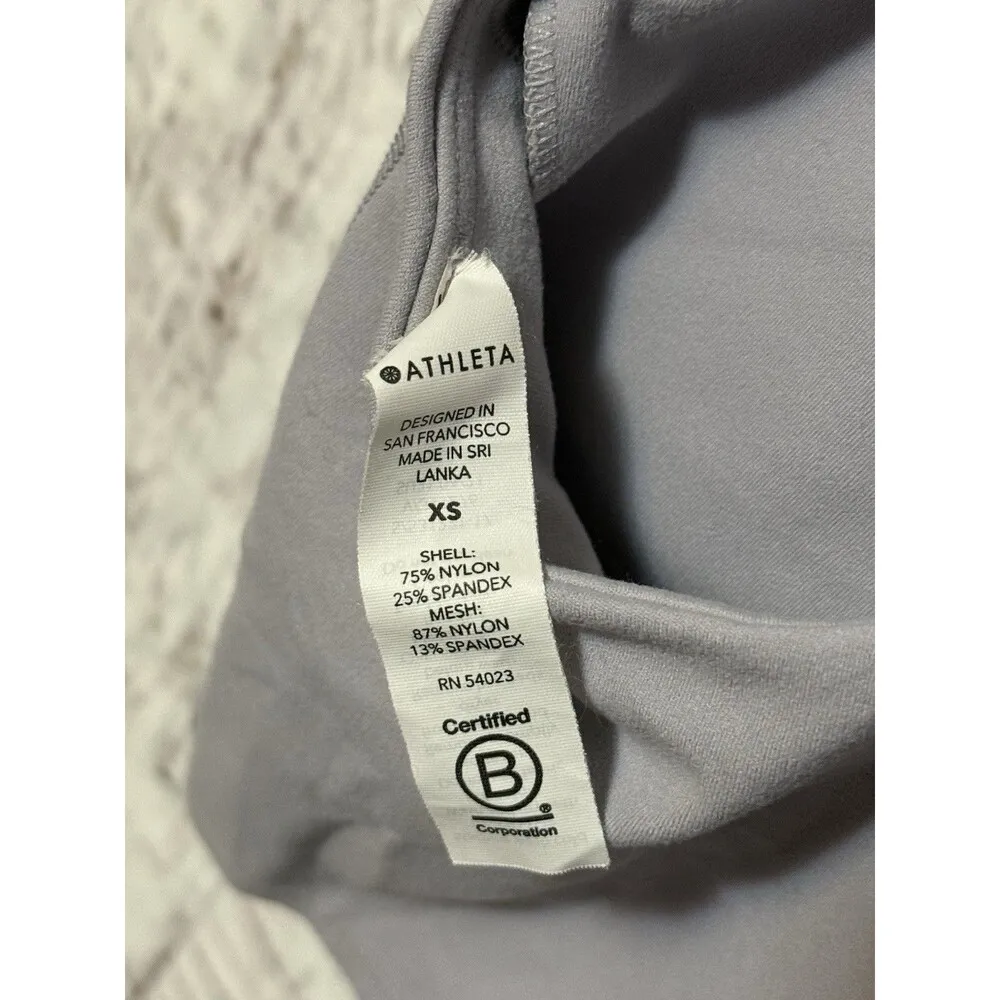 ATHLETA
DESIGNED IN
SAN FRANCISCO
MADE IN SRI
LANKA
XS
SHELL:
75% NYLON
25% SPANDEX
MESH:
87% NYLON
13% SPANDEX
RN 54023
Certified
B
®
Corporation